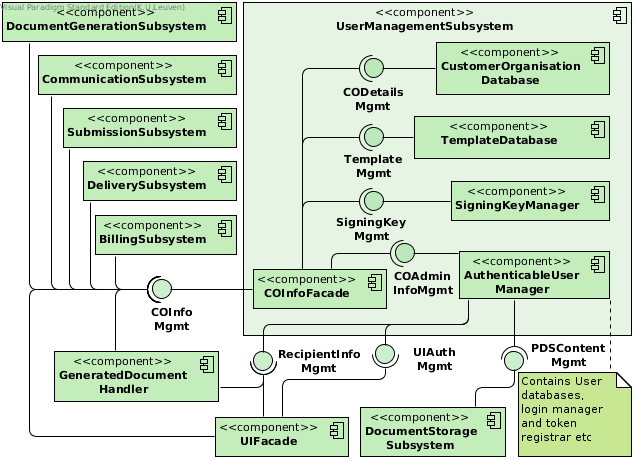 Visual Paradigm Standard Edition(K.U.Leuven)
<<component>>
DocumentGenerationSubsystem
<<component>>
CommunicationSubsystem
<<component>>
SubmissionSubsystem
<<component>>
DeliverySubsystem
<<component>>
BillingSubsystem
<<component>>
UserManagementSubsystem
<<component>>
CustomerOrganisation
Database
CODetails
Mgmt
<<component>>
TemplateDatabase
Template
Mgmt
<<component>>
SigningKeyManager
SigningKey
Mgmt
<<component>>
AuthenticableUser
Manager
COAdmin
InfoMgmt
<<component>>
COInfoFacade
COInfo
Mgmt
<<component>>
GeneratedDocument
Handler
RecipientInfo
Mgmt
UIAuth
Mgmt
PDSContent
Mgmt
<<component>>
UIFacade
<<component>>
DocumentStorage
Subsystem
Contains User
databases,
login manager
and token
registrar etc